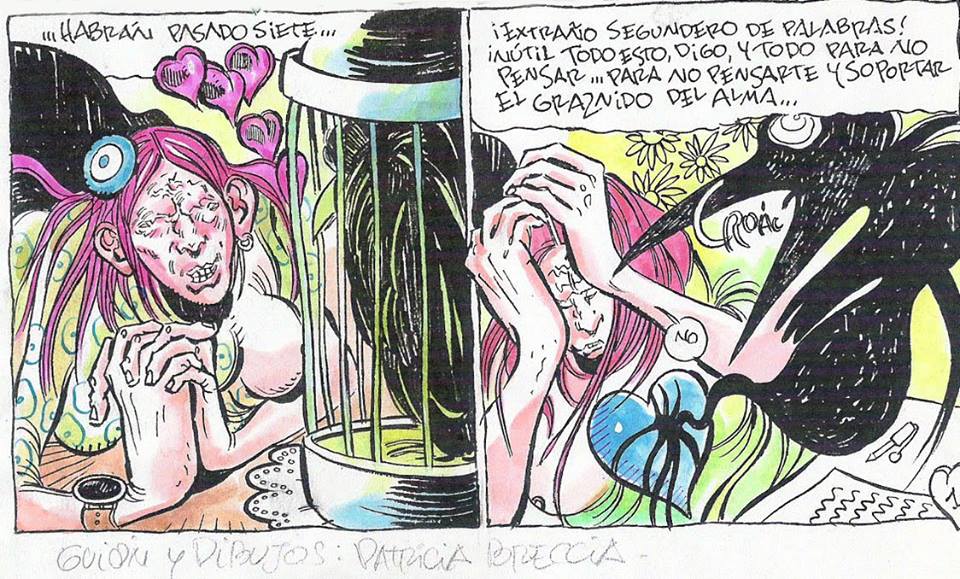 ...HABRÁN PASADO SIETE...
¡EXTRAÑO SEGUNDERO DE PALABRAS!
INÚTIL TODO ESTO, DIGO, Y TODO PARA NO
PENSAR... PARA NO PENSARTE Y SOPORTAR
EL GRAZNIDO DEL ALMA...
ROÁC
NO
1
GUIÓN Y DIBUJOS: PATRICIA BRECCIA -